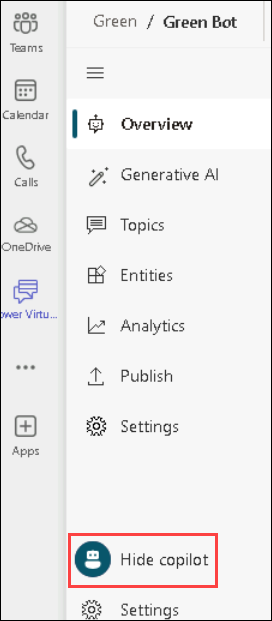 Teams
Calendar
Calls
OneDrive
ower Virtu...
Apps
Green / Green Bot
Overview
Generative AI
Topics
Entities
Analytics
Publish
Settings
Hide copilot
Settings